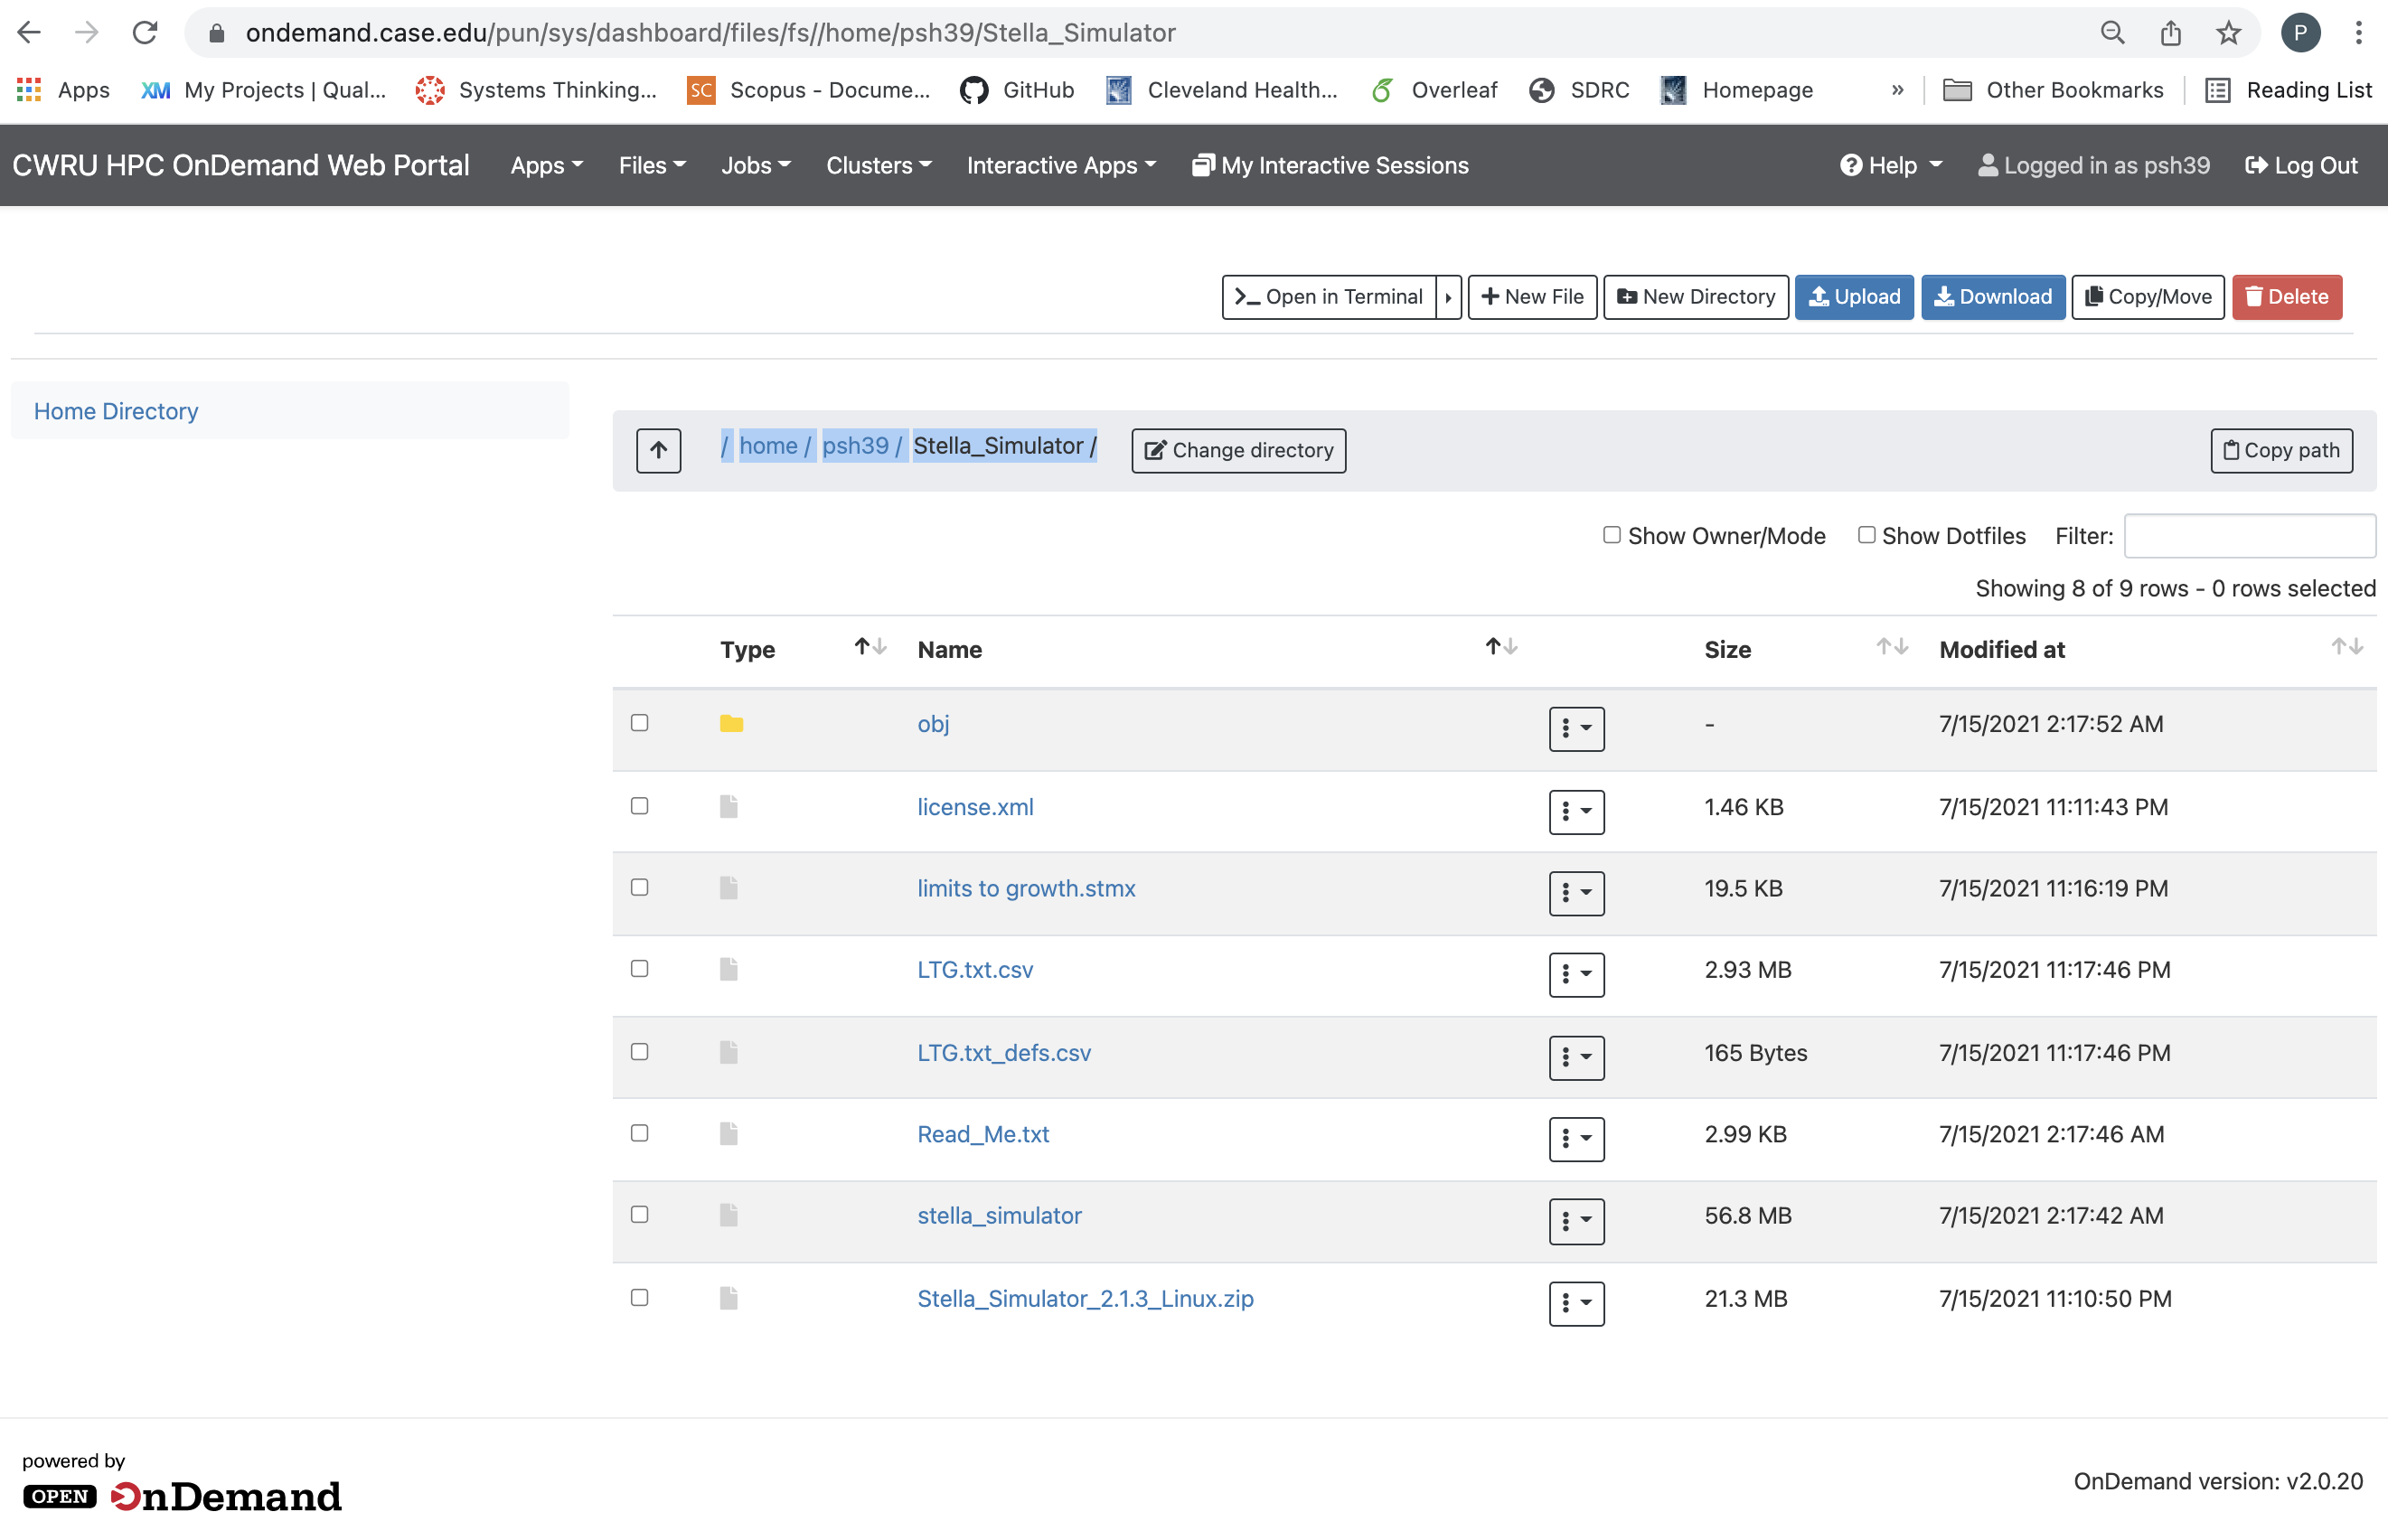 ondemand.case.edu/pun/sys/dashboard/files/fs//home/psh39/Stella_Simulator P
Apps XM My Projects | Qual... Systems Thinking... SC Scopus - Docume... GitHub Cleveland Health... Overleaf SDRC Homepage » Other Bookmarks Reading List
CWRU HPC OnDemand Web Portal Apps Files Jobs Clusters Interactive Apps My Interactive Sessions Help Logged in as psh39 Log Out
Open in Terminal New File New Directory Upload Download Copy/Move Delete
Home Directory
/ home / psh39 / Stella_Simulator / Change directory Copy path
Show Owner/Mode Show Dotfiles Filter:
Showing 8 of 9 rows - 0 rows selected
Type Name Size Modified at
obj - 7/15/2021 2:17:52 AM
license.xml 1.46 KB 7/15/2021 11:11:43 PM
limits to growth.stmx 19.5 KB 7/15/2021 11:16:19 PM
LTG.txt.csv 2.93 MB 7/15/2021 11:17:46 PM
LTG.txt_defs.csv 165 Bytes 7/15/2021 11:17:46 PM
Read_Me.txt 2.99 KB 7/15/2021 2:17:46 AM
stella_simulator 56.8 MB 7/15/2021 2:17:42 AM
Stella_Simulator_2.1.3_Linux.zip 21.3 MB 7/15/2021 11:10:50 PM
powered by
OPEN OnDemand
OnDemand version: v2.0.20